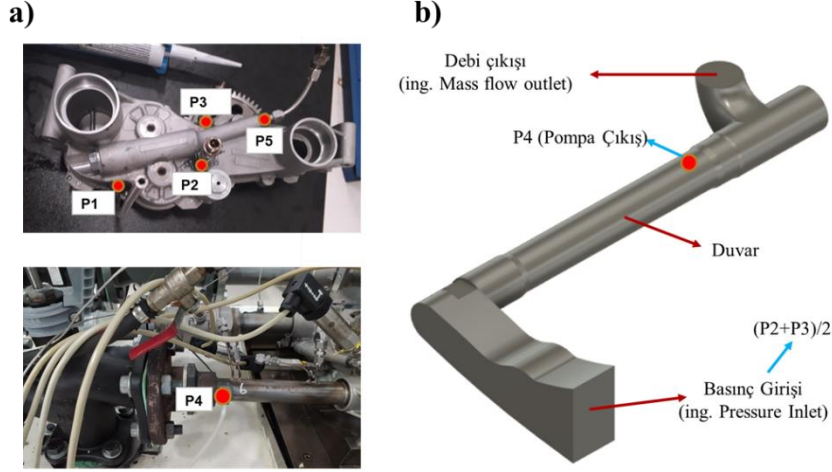 a)
P3
P5
P2
P1
P4
6
b)
Debi çıkışı
(ing. Mass flow outlet)
P4 (Pompa Çıkış)
Duvar
(P2+P3)/2
Basınç Girişi
(ing. Pressure Inlet)